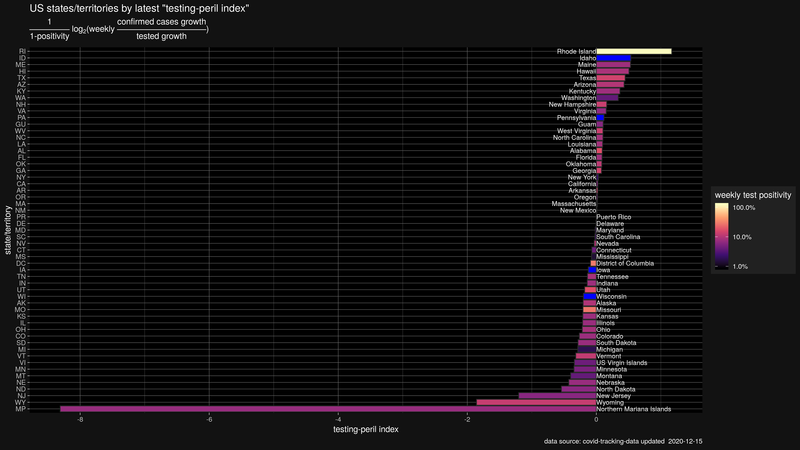 US states/territories by latest "testing-peril index"
1
1-positivity
log2(weekly
confirmed cases growth
tested growth
)
RI
ID
ME
HI
TX
AZ
KY
WA
NH
VA
PA
GU
WV
NC
LA
AL
FL
OK
GA
NY
CA
AR
OR
MA
NM
PR
DE
MD
SC
NV
CT
MS
DC
IA
TN
IN
UT
WI
AK
MO
KS
IL
OH
CO
SD
MI
VT
VI
MN
MT
NE
ND
NJ
WY
MP
state/territory
Rhode Island
Idaho
Maine
Hawaii
Texas
Arizona
Kentucky
Washington
New Hampshire
Virginia
Pennsylvania
Guam
West Virginia
North Carolina
Louisiana
Alabama
Florida
Oklahoma
Georgia
New York
California
Arkansas
Oregon
Massachusetts
New Mexico
Puerto Rico
Delaware
Maryland
South Carolina
Nevada
Connecticut
Mississippi
District of Columbia
Iowa
Tennessee
Indiana
Utah
Wisconsin
Alaska
Missouri
Kansas
Illinois
Ohio
Colorado
South Dakota
Michigan
Vermont
US Virgin Islands
Minnesota
Montana
Nebraska
North Dakota
New Jersey
Wyoming
Northern Mariana Islands
-8 -6 -4 -2 0
testing-peril index
weekly test positivity
100.0%
10.0%
1.0%
data source: covid-tracking-data updated 2020-12-15